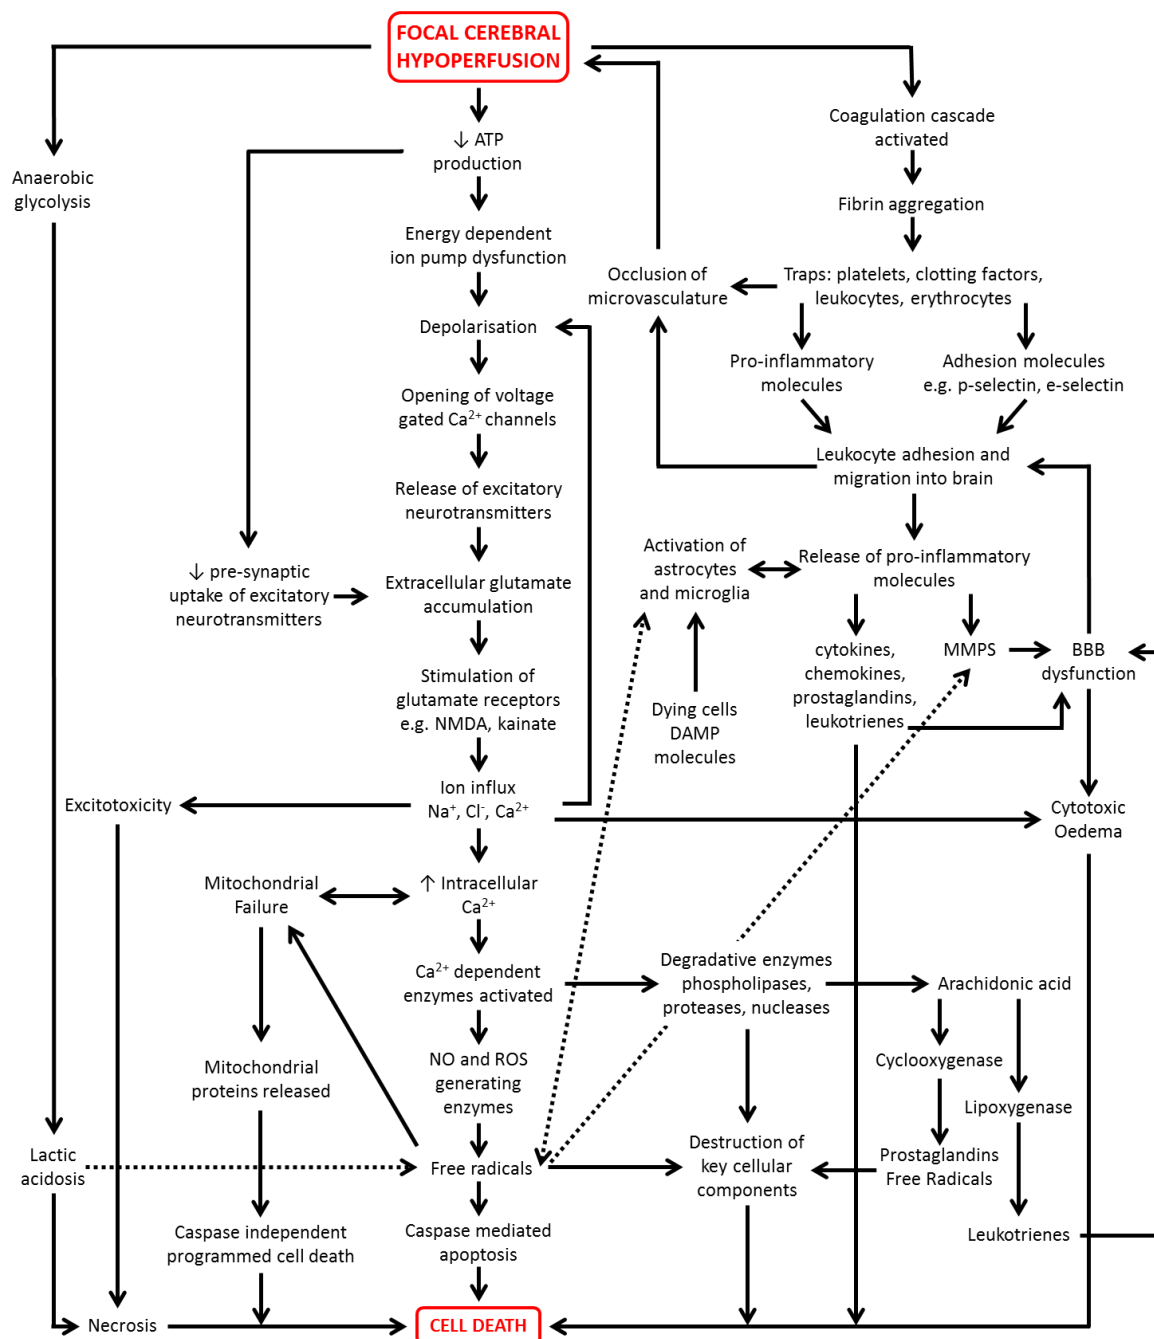 FOCAL CEREBRAL
HYPOPERFUSION
↓ ATP
production
Coagulation cascade
activated
Anaerobic
glycolysis
Fibrin aggregation
Energy dependent
ion pump dysfunction
Occlusion of
microvasculature
Traps: platelets, clotting factors,
leukocytes, erythrocytes
Depolarisation
Pro-inflammatory
molecules
Adhesion molecules
e.g. p-selectin, e-selectin
Opening of voltage
gated Ca²⁺ channels
Leukocyte adhesion and
migration into brain
Release of excitatory
neurotransmitters
Activation of
astrocytes
and microglia
Release of pro-inflammatory
molecules
↓ pre-synaptic
uptake of excitatory
neurotransmitters
Extracellular glutamate
accumulation
cytokines,
chemokines,
prostaglandins,
leukotrienes
MMPS
BBB
dysfunction
Stimulation of
glutamate receptors
e.g. NMDA, kainate
Dying cells
DAMP
molecules
Excitotoxicity
Ion influx
Na⁺, Cl⁻, Ca²⁺
Cytotoxic
Oedema
Mitochondrial
Failure
↑ Intracellular
Ca²⁺
Ca²⁺ dependent
enzymes activated
Degradative enzymes
phospholipases,
proteases, nucleases
Arachidonic acid
Mitochondrial
proteins released
NO and ROS
generating
enzymes
Cyclooxygenase
Lipoxygenase
Lactic
acidosis
Free radicals
Destruction of
key cellular
components
Prostaglandins
Free Radicals
Caspase independent
programmed cell death
Caspase mediated
apoptosis
Leukotrienes
Necrosis
CELL DEATH